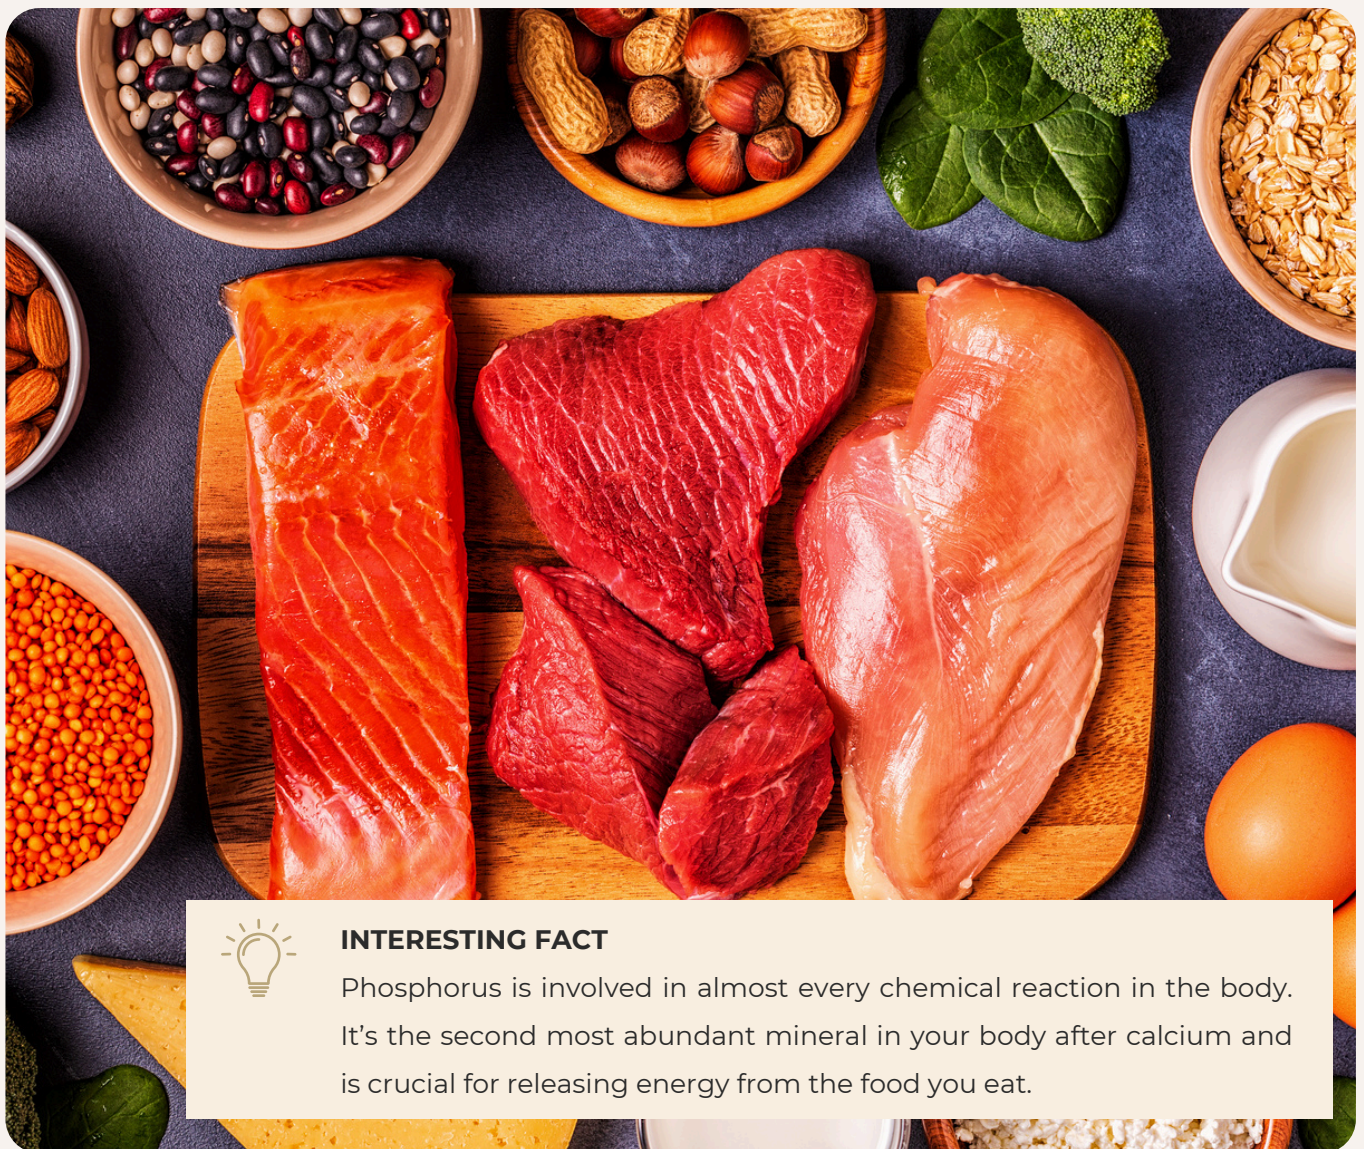 INTERESTING FACT
Phosphorus is involved in almost every chemical reaction in the body.
It’s the second most abundant mineral in your body after calcium and
is crucial for releasing energy from the food you eat.